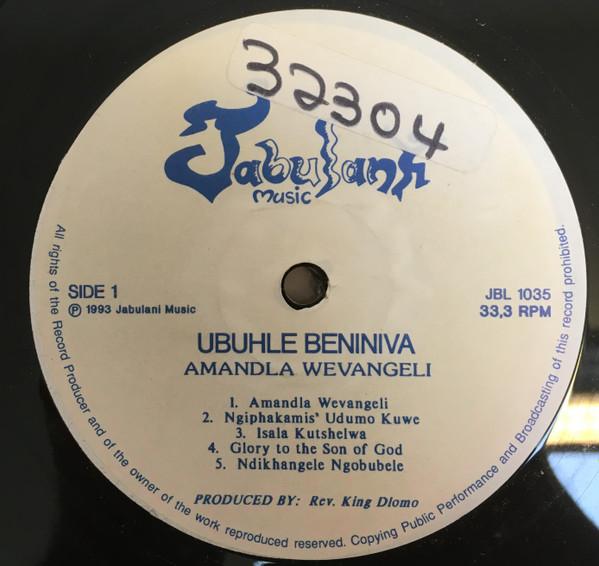 32304
Jabulani
Music
SIDE 1
℗ 1993 Jabulani Music
JBL 1035
33,3 RPM
UBUHLE BENINIVA
AMANDLA WEVANGELI
1. Amandla Wevangeli
2. Ngiphakamis' Udumo Kuwe
3. Isala Kutshelwa
4. Glory to the Son of God
5. Ndikhangele Ngobubele
PRODUCED BY: Rev. King Dlomo
All rights of the Record Producer and of the owner of the work reproduced reserved. Copying Public Performance and Broadcasting of this record prohibited.